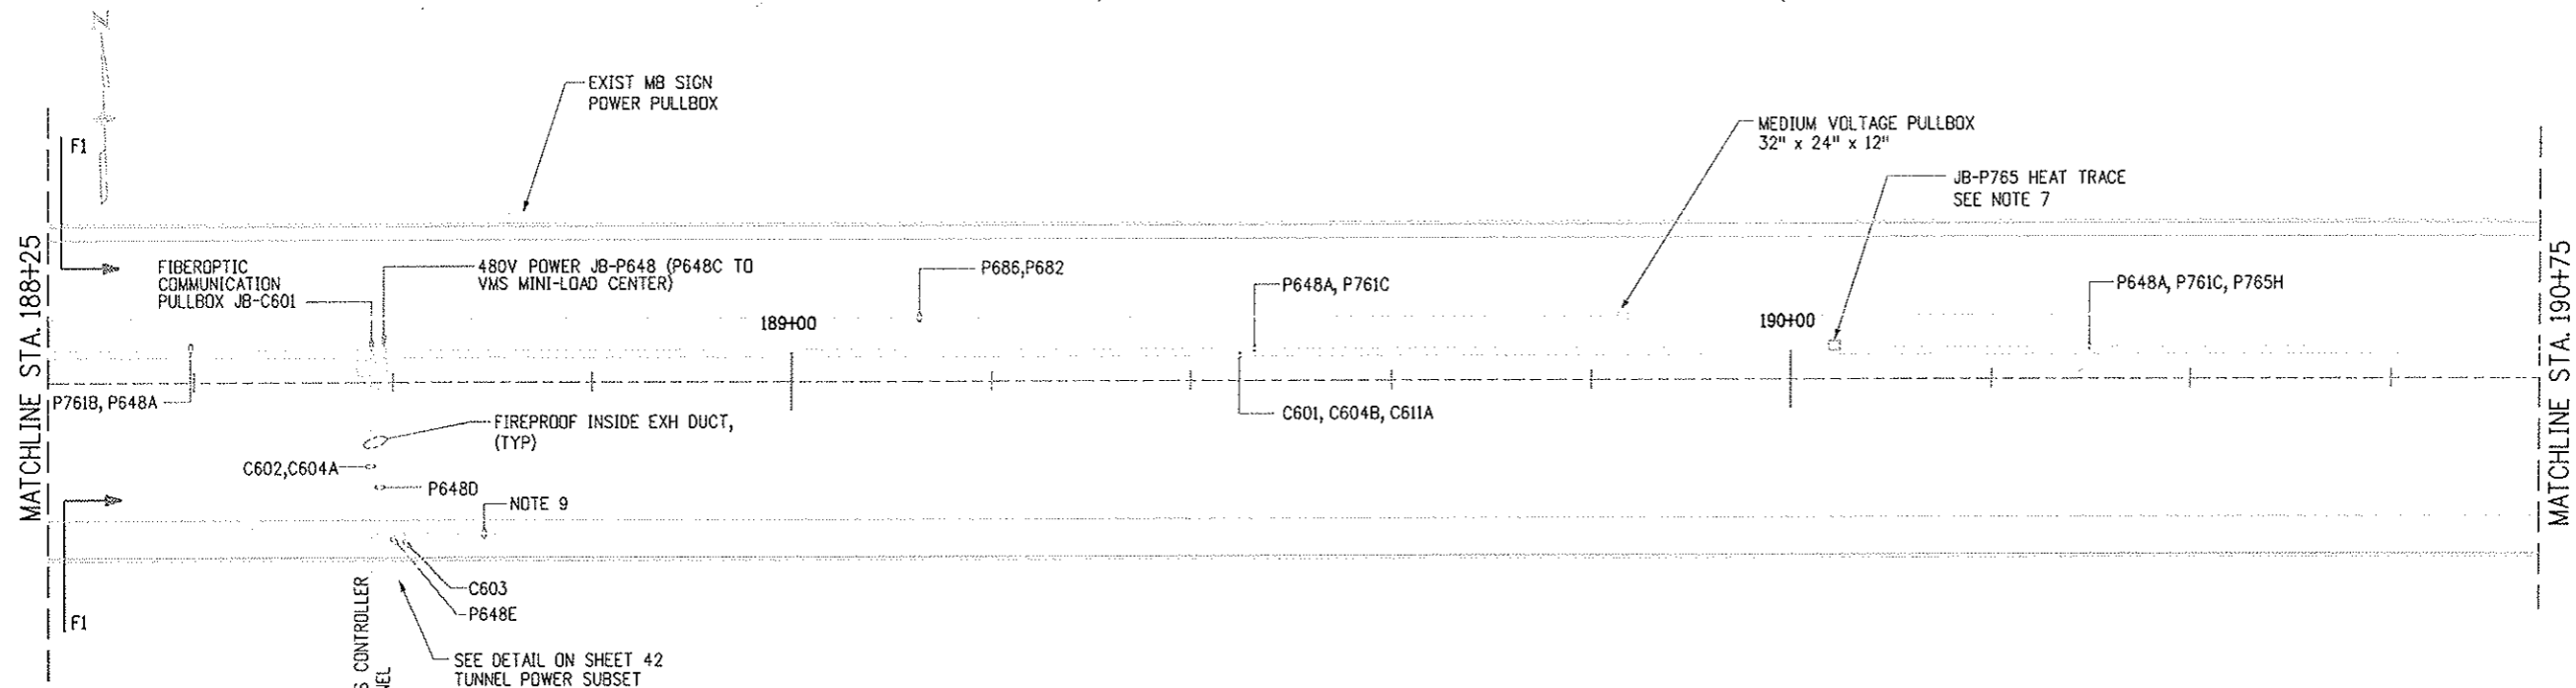 N
EXIST MB SIGN
POWER PULLBOX
MEDIUM VOLTAGE PULLBOX
32" x 24" x 12"
F1
JB-P765 HEAT TRACE
SEE NOTE 7
MATCHLINE STA. 188+25
FIBEROPTIC
COMMUNICATION
PULLBOX JB-C601
480V POWER JB-P648 (P648C TO
VMS MINI-LOAD CENTER)
P686,P682
P648A, P761C
P648A, P761C, P765H
MATCHLINE STA. 190+75
189+00
190+00
P761B, P648A
C601, C604B, C611A
FIREPROOF INSIDE EXH DUCT,
(TYP)
C602,C604A
P648D
NOTE 9
C603
P648E
F1
CONTROLLER
SEE DETAIL ON SHEET 42
TUNNEL POWER SUBSET